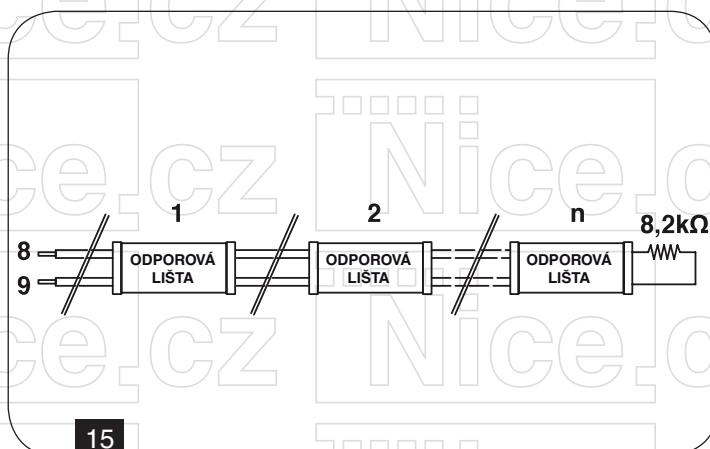 1 2 n 8,2kΩ
8 ODPOROVÁ LIŠTA ODPOROVÁ LIŠTA ODPOROVÁ LIŠTA
9
15
Nice.cz